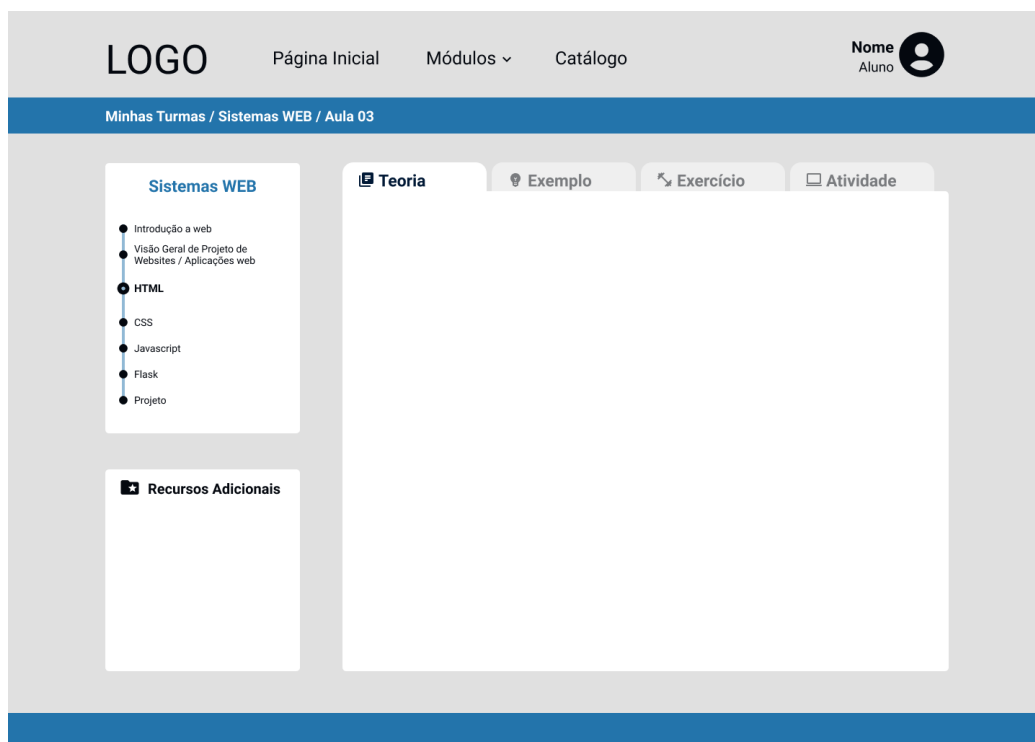 LOGO
Página Inicial
Módulos
Catálogo
Nome
Aluno
Minhas Turmas / Sistemas WEB / Aula 03
Sistemas WEB
Introdução a web
Visão Geral de Projeto de
Websites / Aplicações web
HTML
CSS
Javascript
Flask
Projeto
Recursos Adicionais
Teoria
Exemplo
Exercício
Atividade